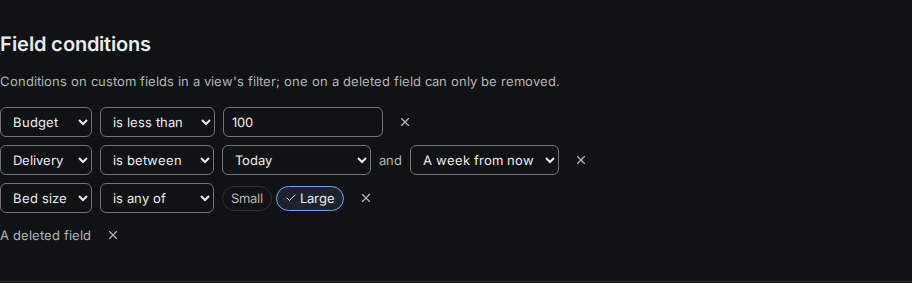 Field conditions
Conditions on custom fields in a view's filter; one on a deleted field can only be removed.
Budget is less than 100 ×
Delivery is between Today and A week from now ×
Bed size is any of Small ✓ Large ×
A deleted field ×